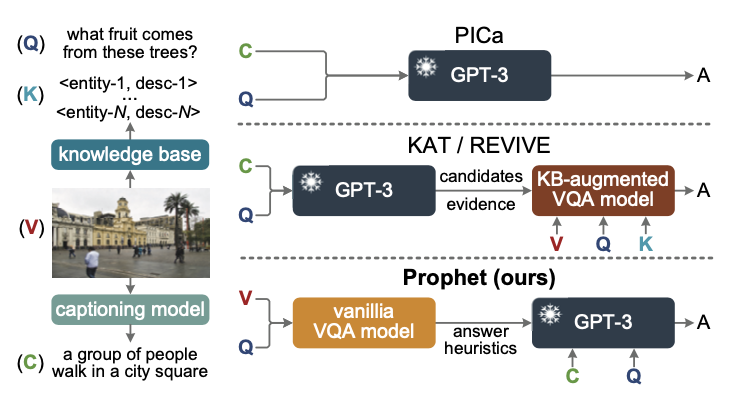 (Q) what fruit comes
from these trees?
(K) <entity-1, desc-1>
...
<entity-N, desc-N>
knowledge base
(V)
captioning model
(C) a group of people
walk in a city square
PICa
C
Q
GPT-3
A
KAT / REVIVE
C
Q
GPT-3
candidates
evidence
KB-augmented
VQA model
A
V Q K
Prophet (ours)
V
Q
vanillia
VQA model
answer
heuristics
GPT-3
A
C Q